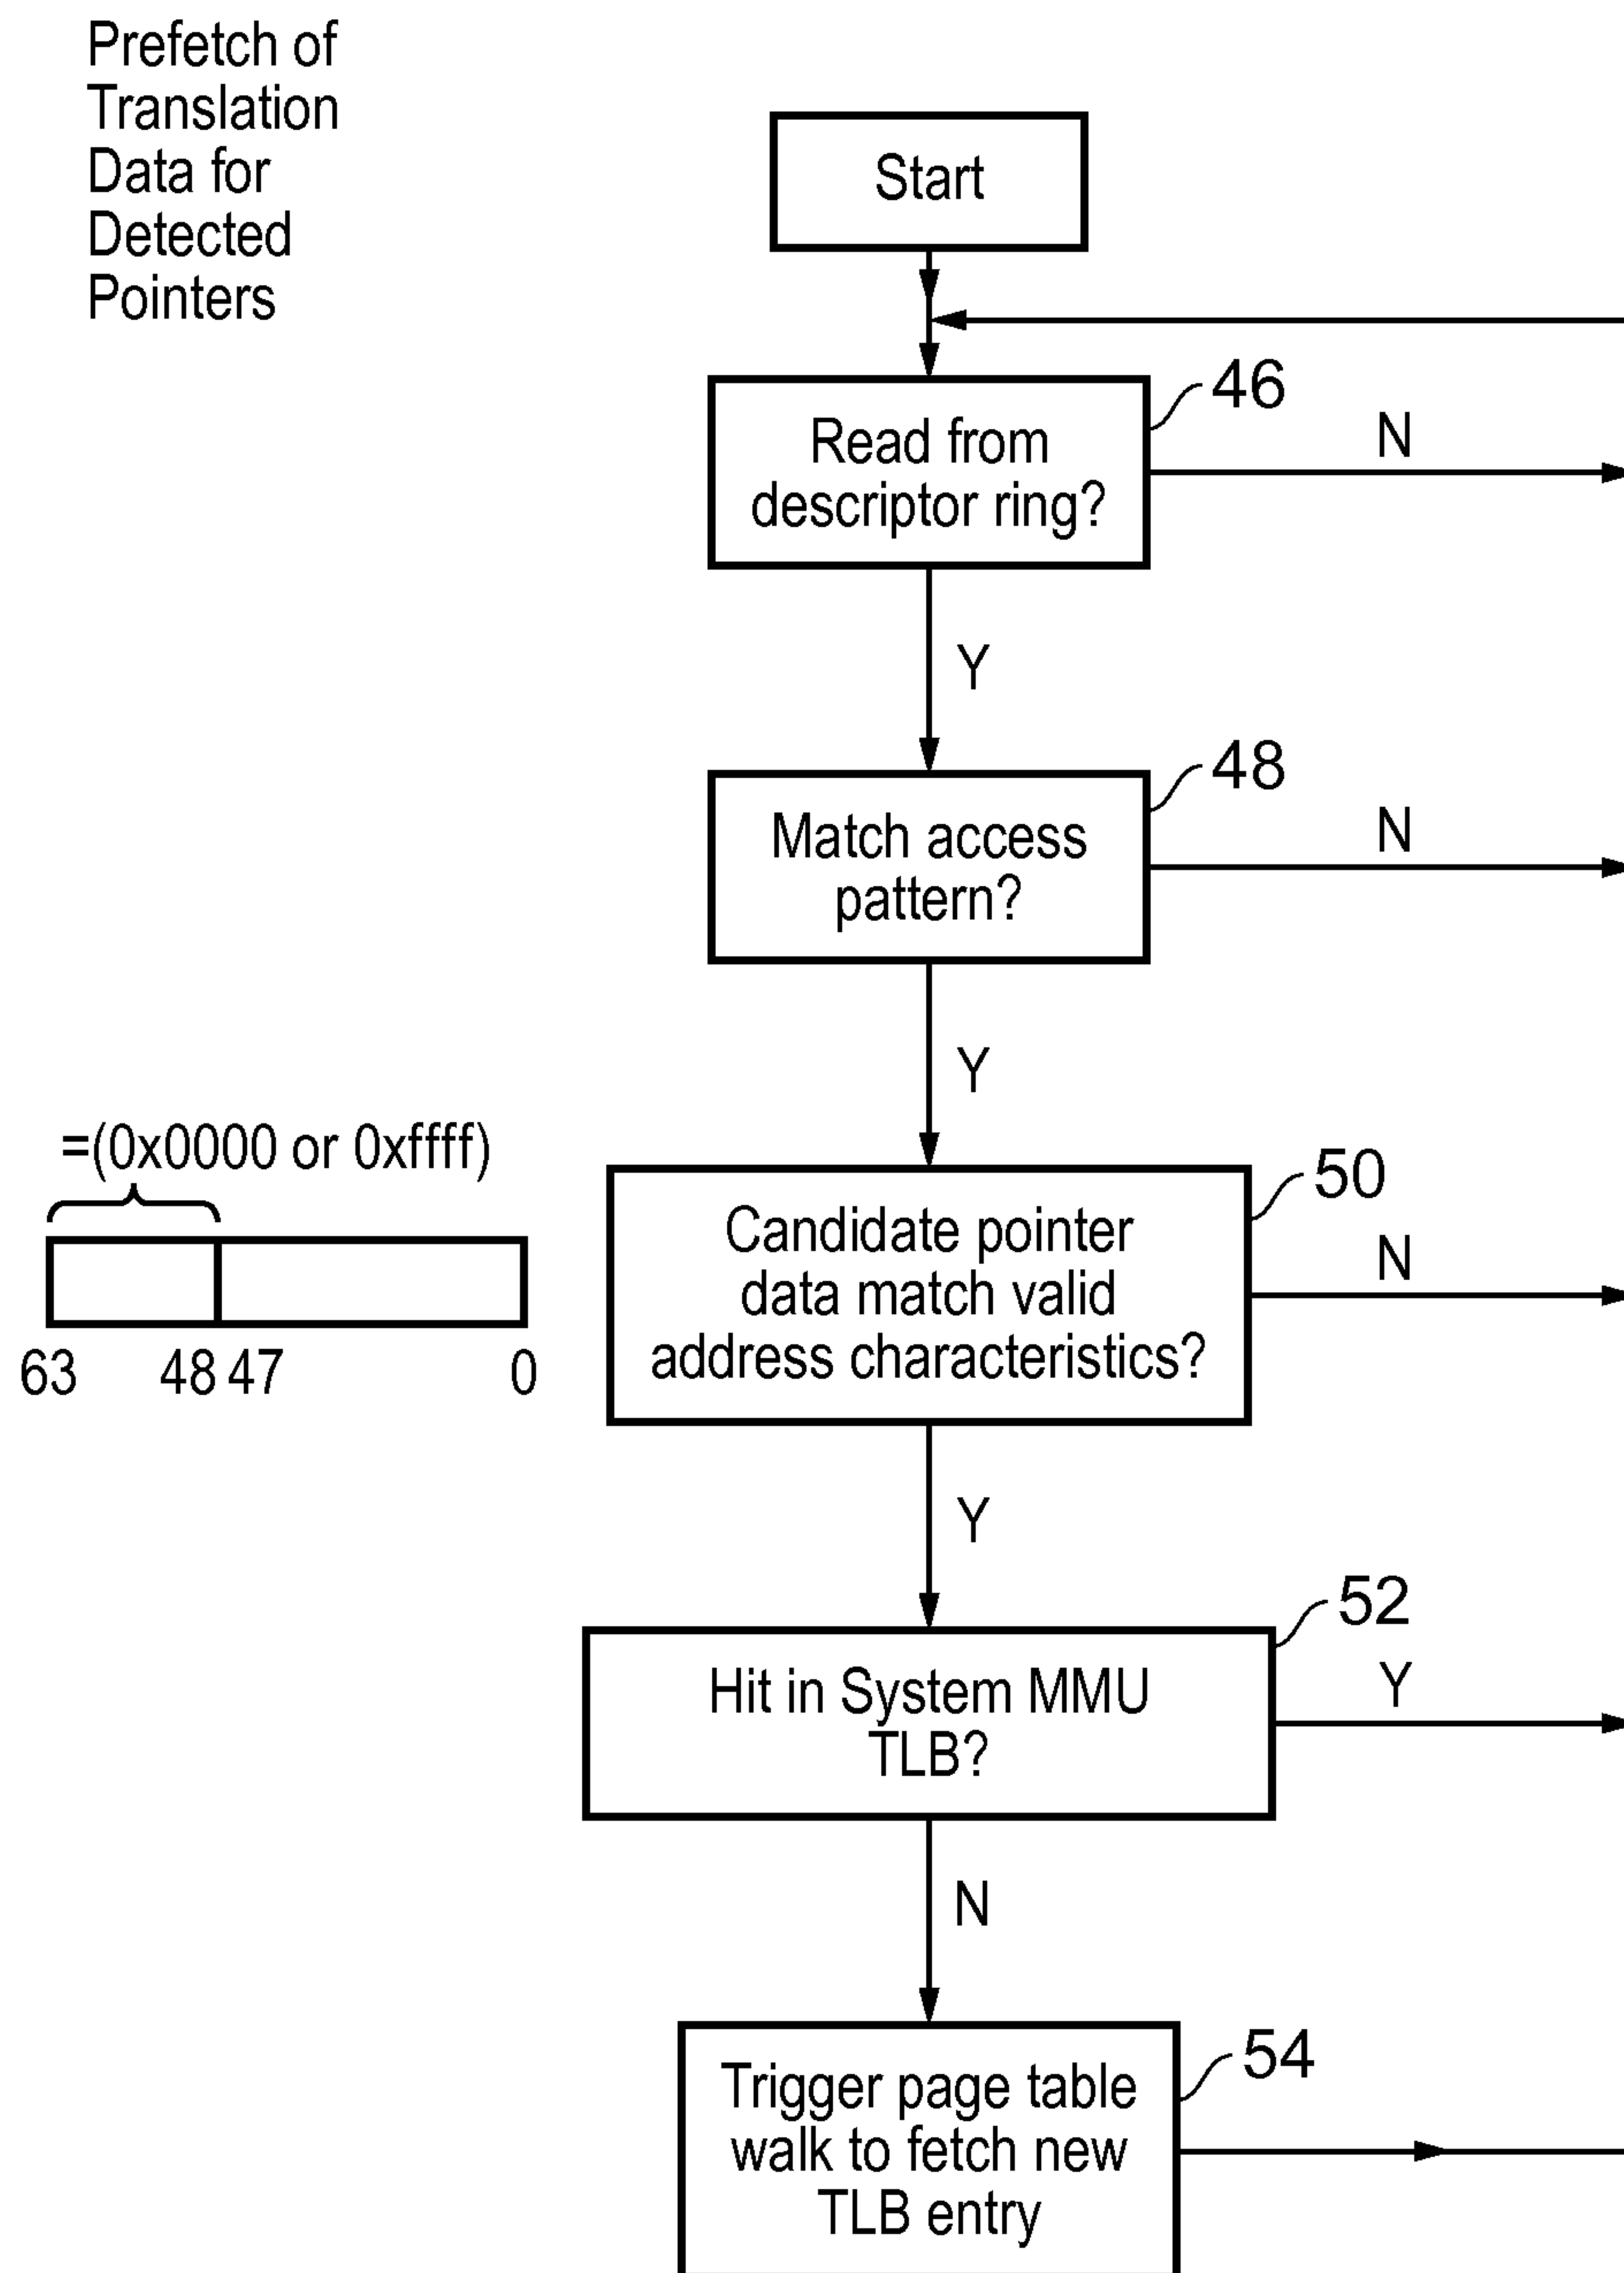 Prefetch of
Translation
Data for
Detected
Pointers
Start
46
Read from
descriptor ring?
N
Y
48
Match access
pattern?
N
Y
=(0x0000 or 0xffff)
63 48 47 0
50
Candidate pointer
data match valid
address characteristics?
N
Y
52
Hit in System MMU
TLB?
Y
N
54
Trigger page table
walk to fetch new
TLB entry